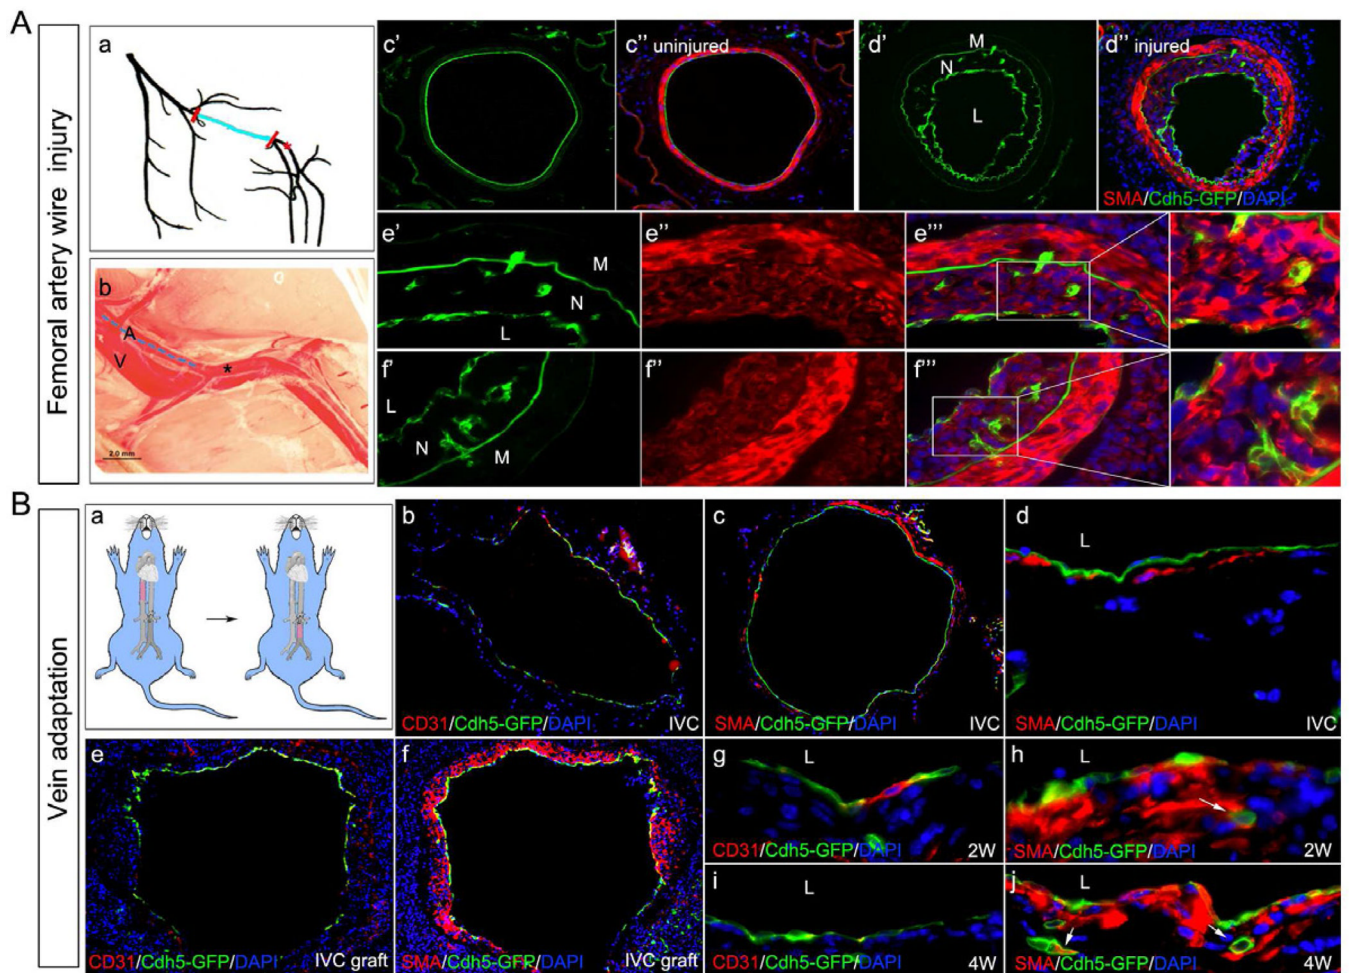 A
Femoral artery wire injury
a
b
A
V
*
2.0 mm
c'
c'' uninjured
d'
M
N
L
d'' injured
SMA/Cdh5-GFP/DAPI
e'
M
N
L
e''
e'''
f'
L
N
M
f''
f'''
B
Vein adaptation
a
b
CD31/Cdh5-GFP/DAPI
IVC
c
SMA/Cdh5-GFP/DAPI
IVC
d
L
SMA/Cdh5-GFP/DAPI
IVC
e
CD31/Cdh5-GFP/DAPI
IVC graft
f
SMA/Cdh5-GFP/DAPI
IVC graft
g
L
CD31/Cdh5-GFP/DAPI
2W
h
L
SMA/Cdh5-GFP/DAPI
2W
i
L
CD31/Cdh5-GFP/DAPI
4W
j
L
SMA/Cdh5-GFP/DAPI
4W